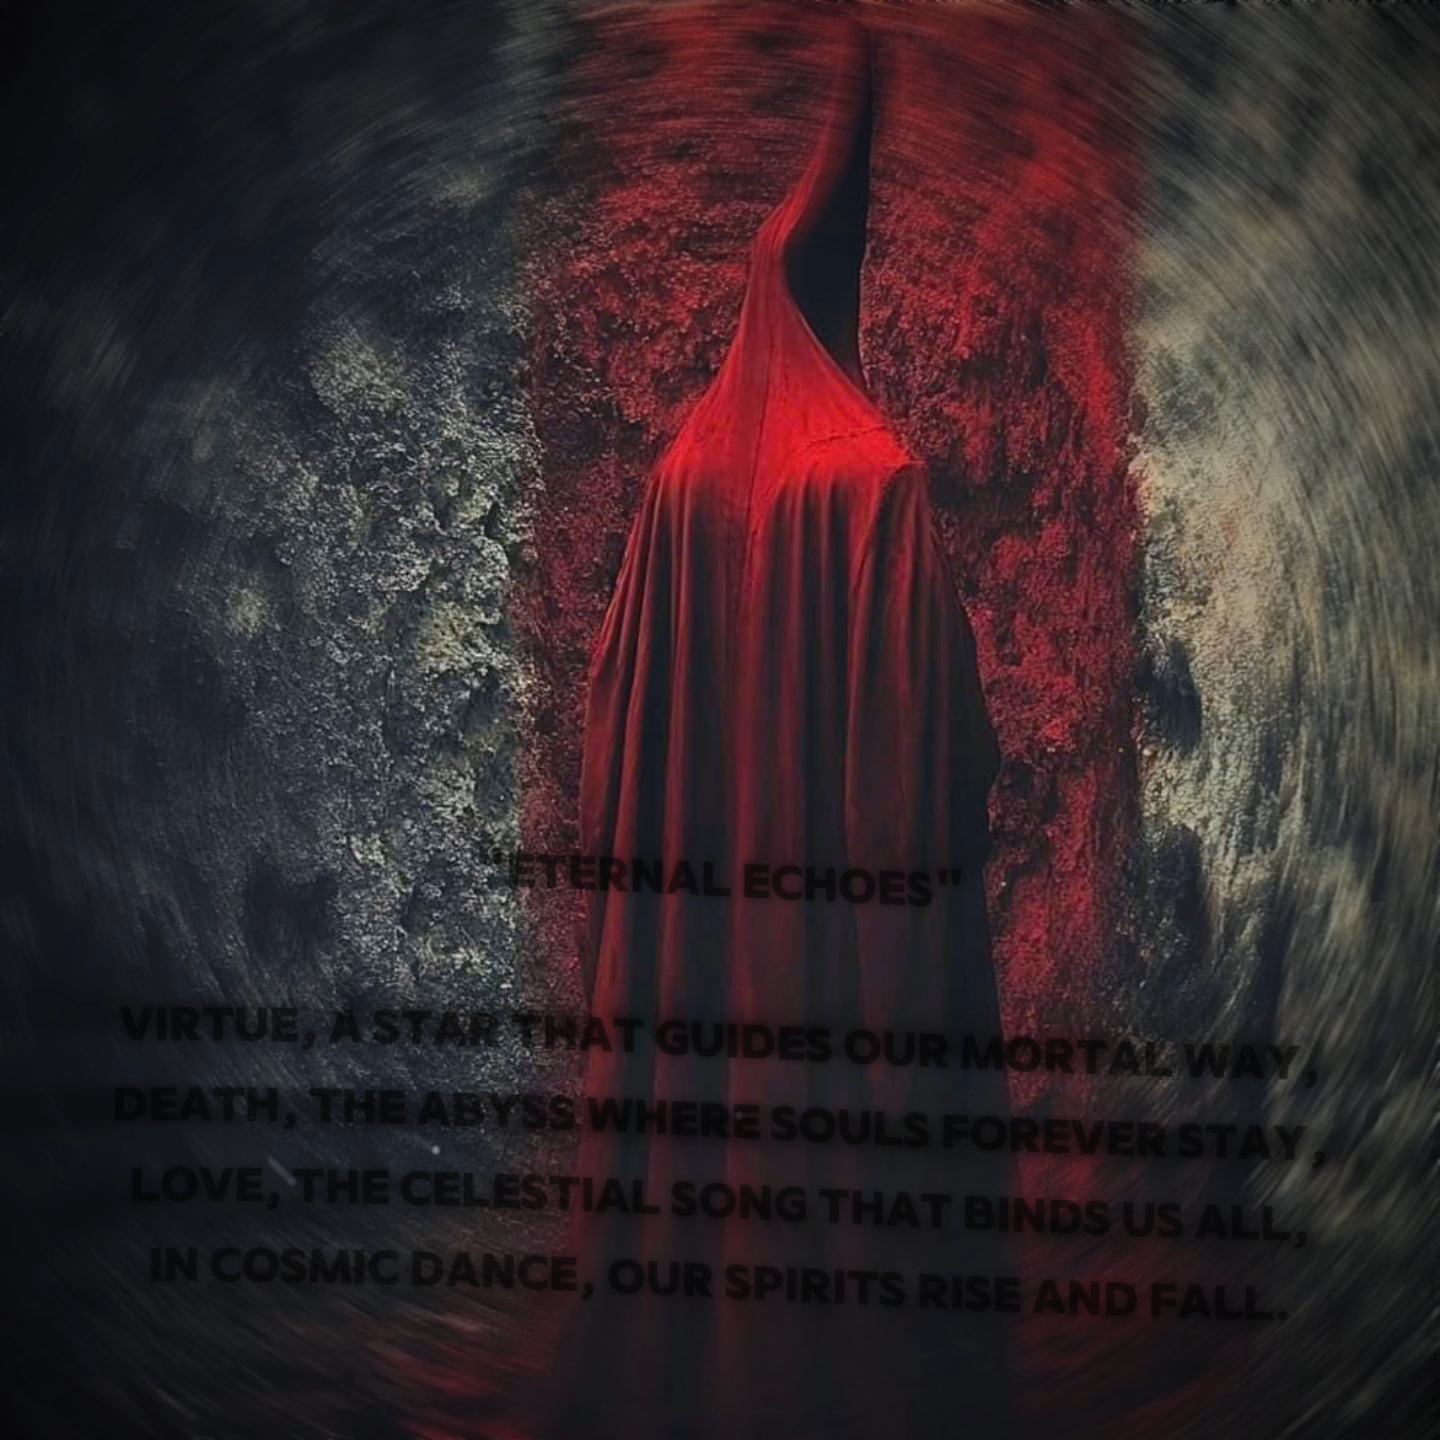 "ETERNAL ECHOES"
VIRTUE, A STAR THAT GUIDES OUR MORTAL WAY,
DEATH, THE ABYSS WHERE SOULS FOREVER STAY,
LOVE, THE CELESTIAL SONG THAT BINDS US ALL,
IN COSMIC DANCE, OUR SPIRITS RISE AND FALL.